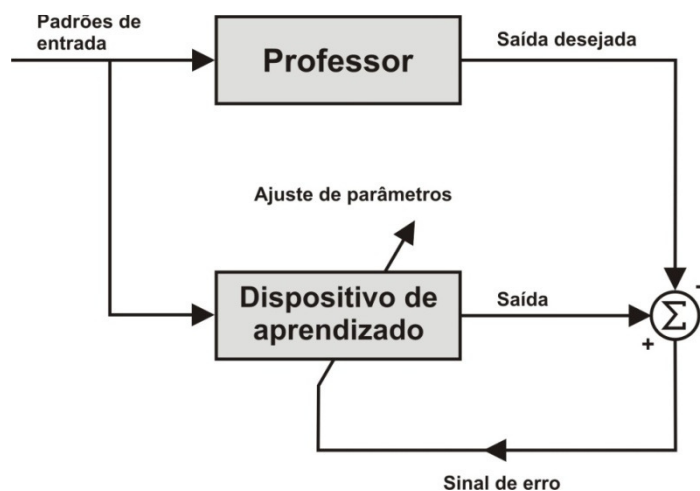 Padrões de
entrada
Professor
Saída desejada
Ajuste de parâmetros
Dispositivo de
aprendizado
Saída
-
Σ
+
Sinal de erro